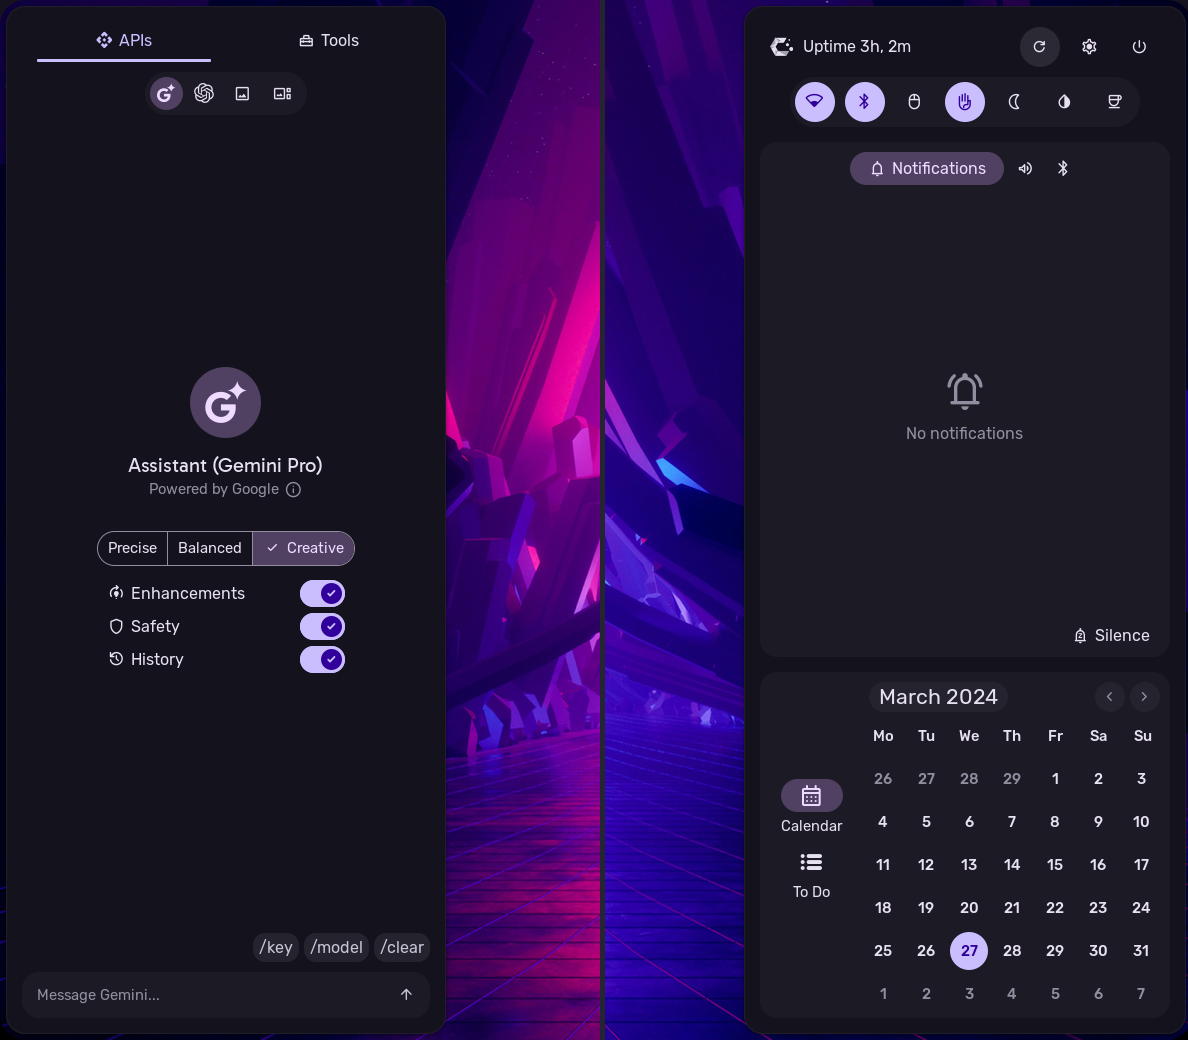 APIs
Tools
Assistant (Gemini Pro)
Powered by Google
Precise
Balanced
Creative
Enhancements
Safety
History
/key
/model
/clear
Message Gemini...
Uptime 3h, 2m
Notifications
No notifications
Silence
Calendar
To Do
March 2024
Mo Tu We Th Fr Sa Su
26 27 28 29 1 2 3
4 5 6 7 8 9 10
11 12 13 14 15 16 17
18 19 20 21 22 23 24
25 26 27 28 29 30 31
1 2 3 4 5 6 7